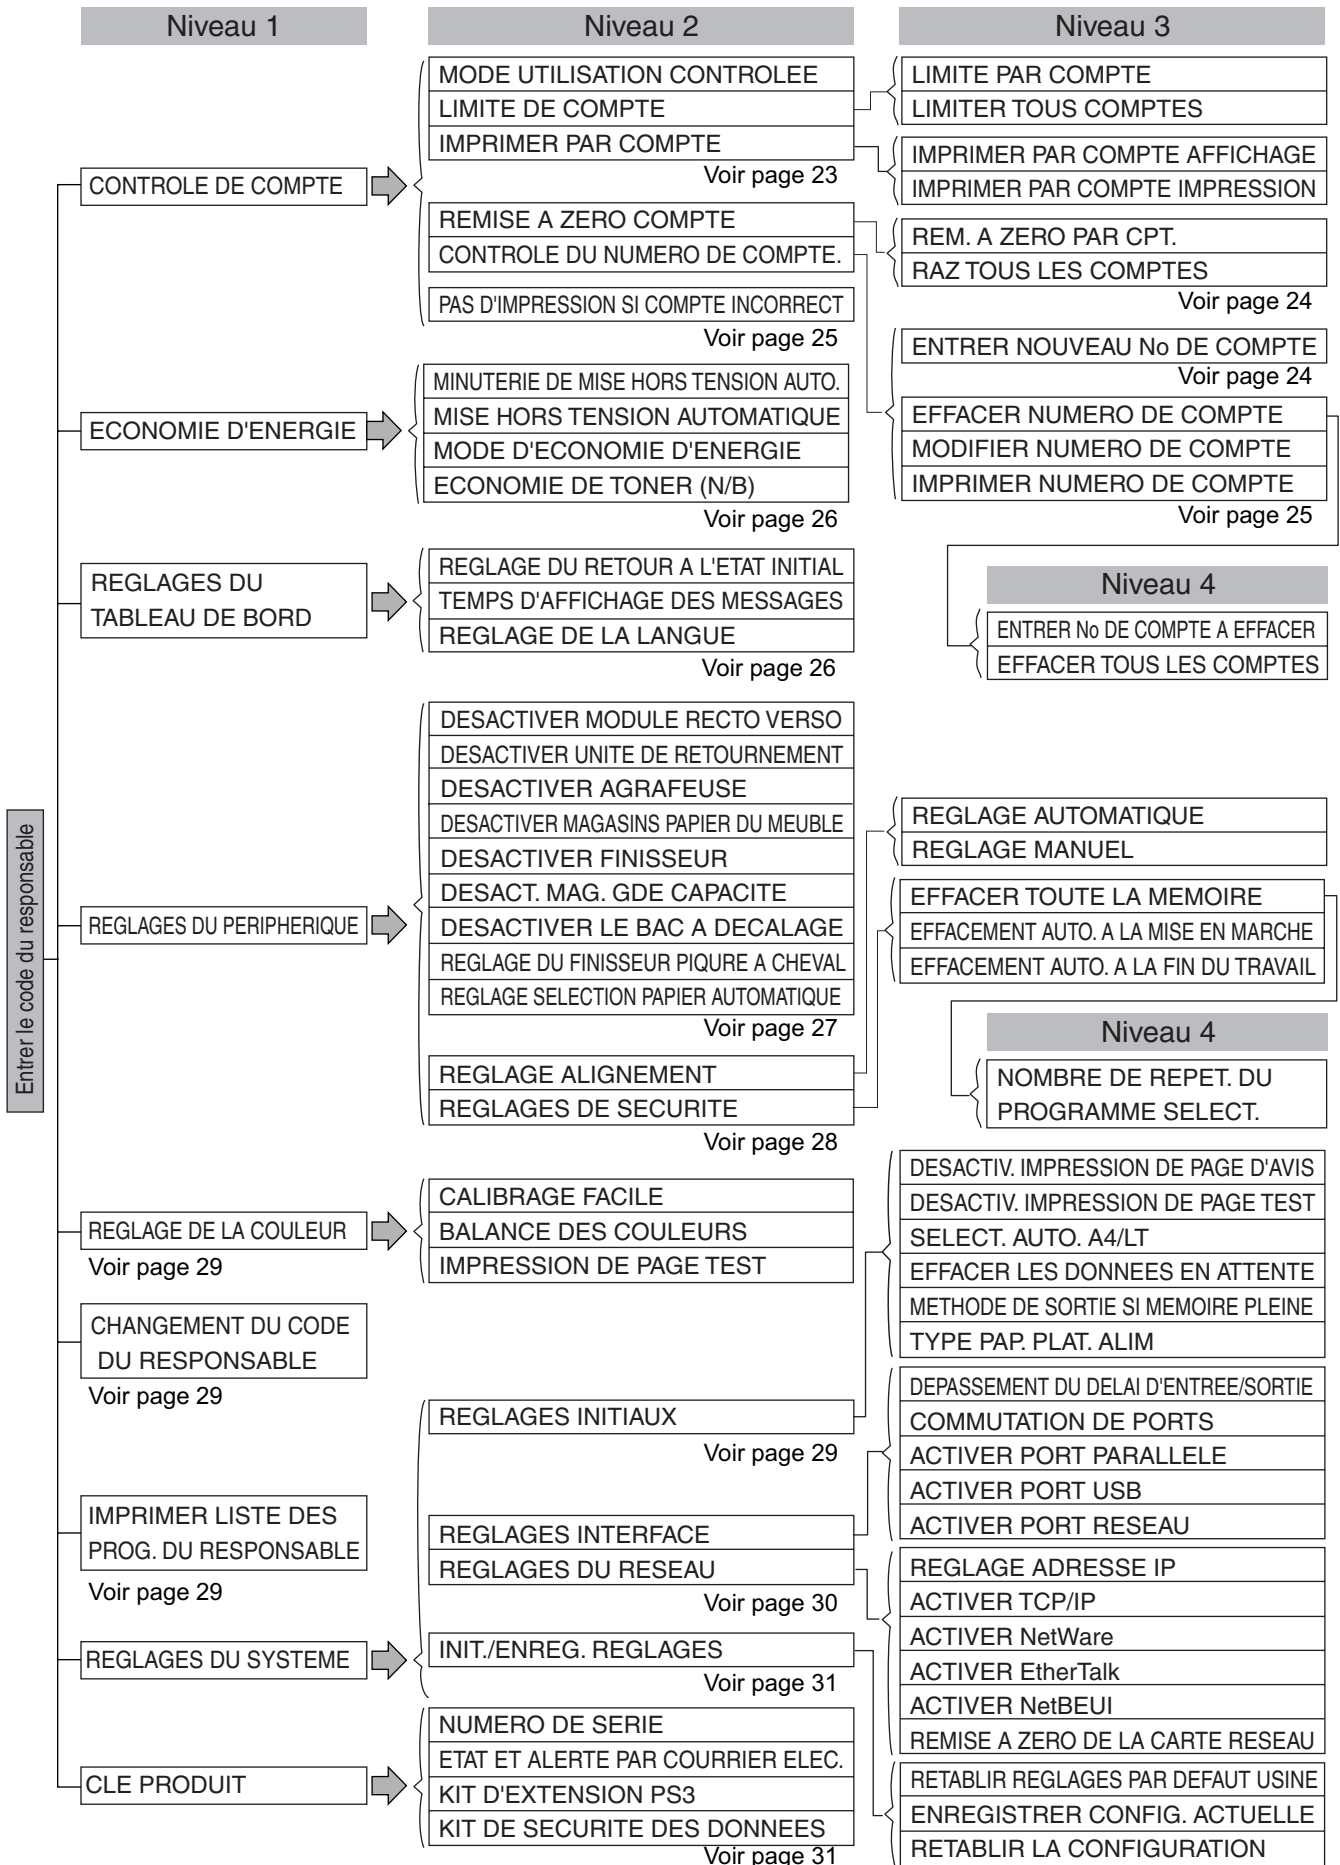 Niveau 1
Niveau 2
Niveau 3
Entrer le code du responsable
CONTROLE DE COMPTE
MODE UTILISATION CONTROLEE
LIMITE DE COMPTE
IMPRIMER PAR COMPTE
Voir page 23
REMISE A ZERO COMPTE
CONTROLE DU NUMERO DE COMPTE.
PAS D'IMPRESSION SI COMPTE INCORRECT
Voir page 25
LIMITE PAR COMPTE
LIMITER TOUS COMPTES
IMPRIMER PAR COMPTE AFFICHAGE
IMPRIMER PAR COMPTE IMPRESSION
REM. A ZERO PAR CPT.
RAZ TOUS LES COMPTES
Voir page 24
ENTRER NOUVEAU No DE COMPTE
Voir page 24
EFFACER NUMERO DE COMPTE
MODIFIER NUMERO DE COMPTE
IMPRIMER NUMERO DE COMPTE
Voir page 25
Niveau 4
ENTRER No DE COMPTE A EFFACER
EFFACER TOUS LES COMPTES
ECONOMIE D'ENERGIE
MINUTERIE DE MISE HORS TENSION AUTO.
MISE HORS TENSION AUTOMATIQUE
MODE D'ECONOMIE D'ENERGIE
ECONOMIE DE TONER (N/B)
Voir page 26
REGLAGES DU
TABLEAU DE BORD
REGLAGE DU RETOUR A L'ETAT INITIAL
TEMPS D'AFFICHAGE DES MESSAGES
REGLAGE DE LA LANGUE
Voir page 26
REGLAGES DU PERIPHERIQUE
DESACTIVER MODULE RECTO VERSO
DESACTIVER UNITE DE RETOURNEMENT
DESACTIVER AGRAFEUSE
DESACTIVER MAGASINS PAPIER DU MEUBLE
DESACTIVER FINISSEUR
DESACT. MAG. GDE CAPACITE
DESACTIVER LE BAC A DECALAGE
REGLAGE DU FINISSEUR PIQURE A CHEVAL
REGLAGE SELECTION PAPIER AUTOMATIQUE
Voir page 27
REGLAGE ALIGNEMENT
REGLAGES DE SECURITE
Voir page 28
REGLAGE AUTOMATIQUE
REGLAGE MANUEL
EFFACER TOUTE LA MEMOIRE
EFFACEMENT AUTO. A LA MISE EN MARCHE
EFFACEMENT AUTO. A LA FIN DU TRAVAIL
Niveau 4
NOMBRE DE REPET. DU
PROGRAMME SELECT.
REGLAGE DE LA COULEUR
Voir page 29
CALIBRAGE FACILE
BALANCE DES COULEURS
IMPRESSION DE PAGE TEST
CHANGEMENT DU CODE
DU RESPONSABLE
Voir page 29
IMPRIMER LISTE DES
PROG. DU RESPONSABLE
Voir page 29
REGLAGES DU SYSTEME
REGLAGES INITIAUX
Voir page 29
REGLAGES INTERFACE
REGLAGES DU RESEAU
Voir page 30
INIT./ENREG. REGLAGES
Voir page 31
DESACTIV. IMPRESSION DE PAGE D'AVIS
DESACTIV. IMPRESSION DE PAGE TEST
SELECT. AUTO. A4/LT
EFFACER LES DONNEES EN ATTENTE
METHODE DE SORTIE SI MEMOIRE PLEINE
TYPE PAP. PLAT. ALIM
DEPASSEMENT DU DELAI D'ENTREE/SORTIE
COMMUTATION DE PORTS
ACTIVER PORT PARALLELE
ACTIVER PORT USB
ACTIVER PORT RESEAU
REGLAGE ADRESSE IP
ACTIVER TCP/IP
ACTIVER NetWare
ACTIVER EtherTalk
ACTIVER NetBEUI
REMISE A ZERO DE LA CARTE RESEAU
RETABLIR REGLAGES PAR DEFAUT USINE
ENREGISTRER CONFIG. ACTUELLE
RETABLIR LA CONFIGURATION
CLE PRODUIT
NUMERO DE SERIE
ETAT ET ALERTE PAR COURRIER ELEC.
KIT D'EXTENSION PS3
KIT DE SECURITE DES DONNEES
Voir page 31